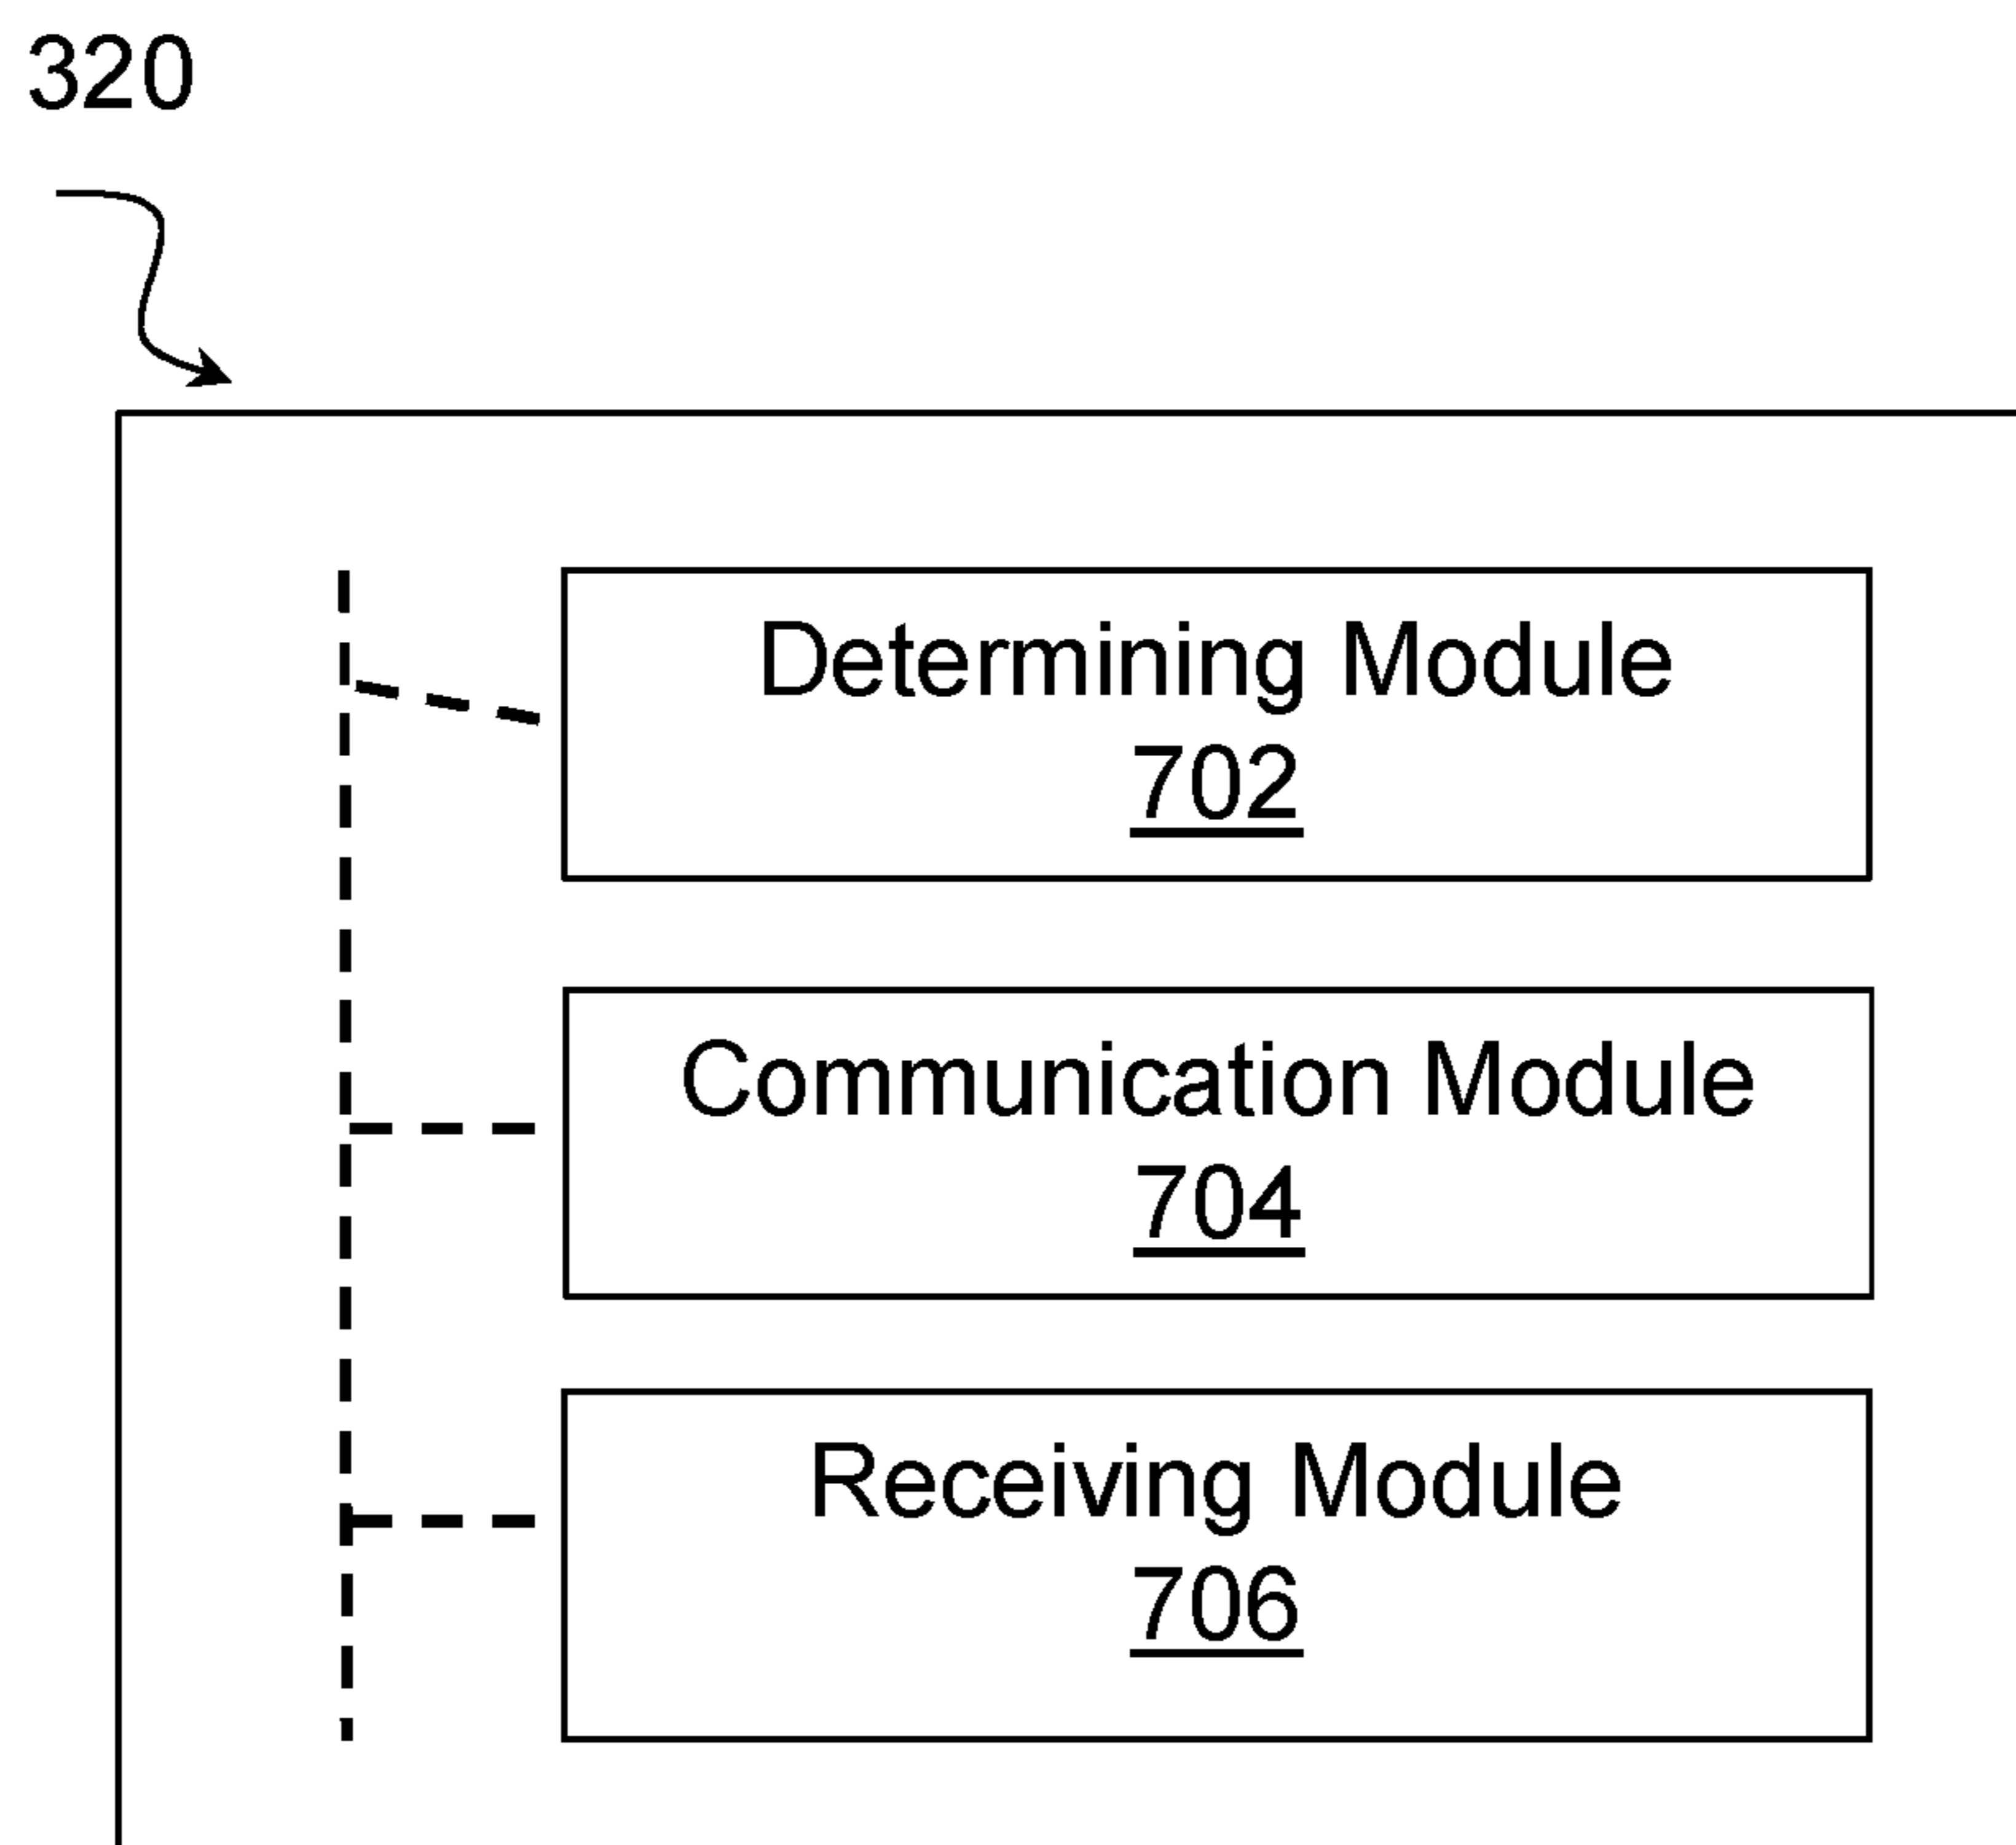 320
Determining Module
702
Communication Module
704
Receiving Module
706